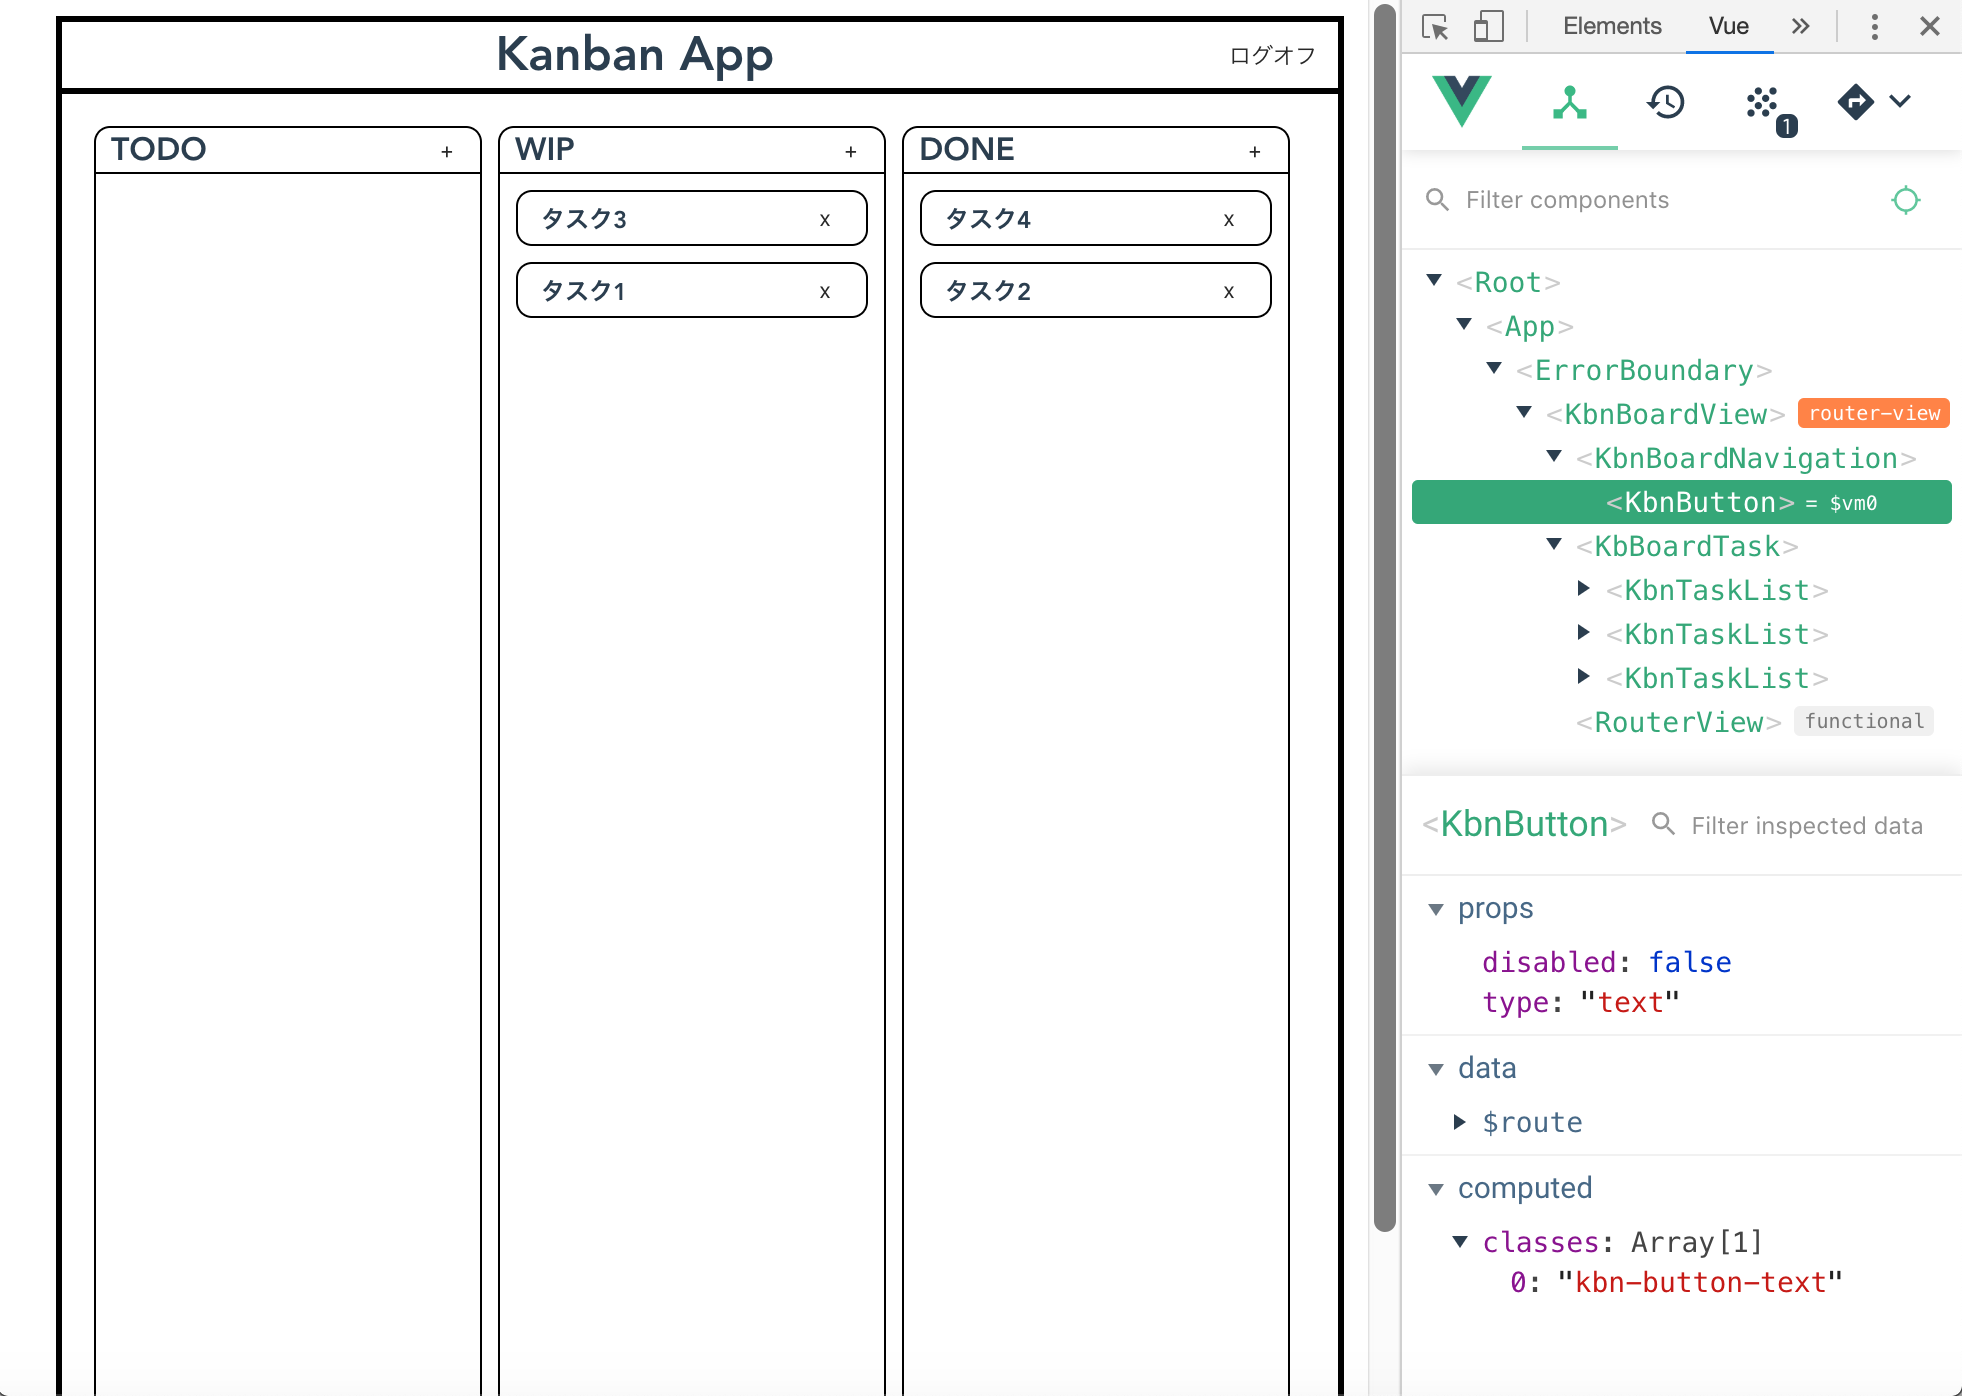 Kanban App
ログオフ
TODO +
WIP +
DONE +
タスク3 x
タスク1 x
タスク4 x
タスク2 x
Elements Vue
1
Filter components
<Root>
<App>
<ErrorBoundary>
<KbnBoardView> router-view
<KbnBoardNavigation>
<KbnButton> = $vm0
<KbBoardTask>
<KbnTaskList>
<KbnTaskList>
<KbnTaskList>
<RouterView> functional
<KbnButton> Filter inspected data
props
disabled: false
type: "text"
data
$route
computed
classes: Array[1]
0: "kbn-button-text"